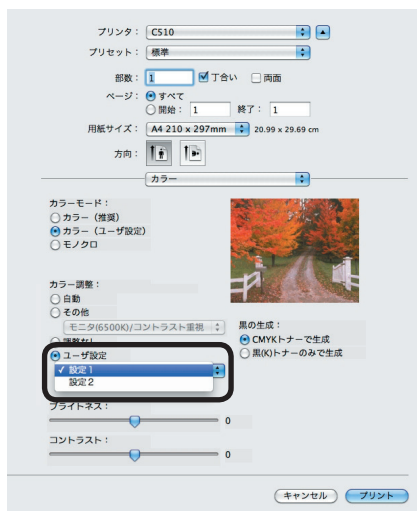 プリンタ： C510
プリセット： 標準
部数： 1 丁合い 両面
ページ： すべて
開始： 1 終了： 1
用紙サイズ： A4 210 x 297mm 20.99 x 29.69 cm
方向：
カラー
カラーモード：
カラー（推奨）
カラー（ユーザ設定）
モノクロ
カラー調整：
自動
その他
モニタ(6500K)/コントラスト重視
調整なし
ユーザ設定
設定1
設定2
黒の生成：
CMYKトナーで生成
黒(K)トナーのみで生成
ブライトネス：
0
コントラスト：
0
キャンセル プリント